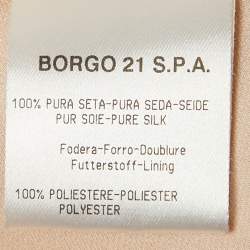 BORGO 21 S.P.A.
100% PURA SETA-PURA SEDA-SEIDE
PUR SOIE-PURE SILK
Fodera-Forro-Doublure
Futterstoff-Lining
100% POLIESTERE-POLIESTER
POLYESTER